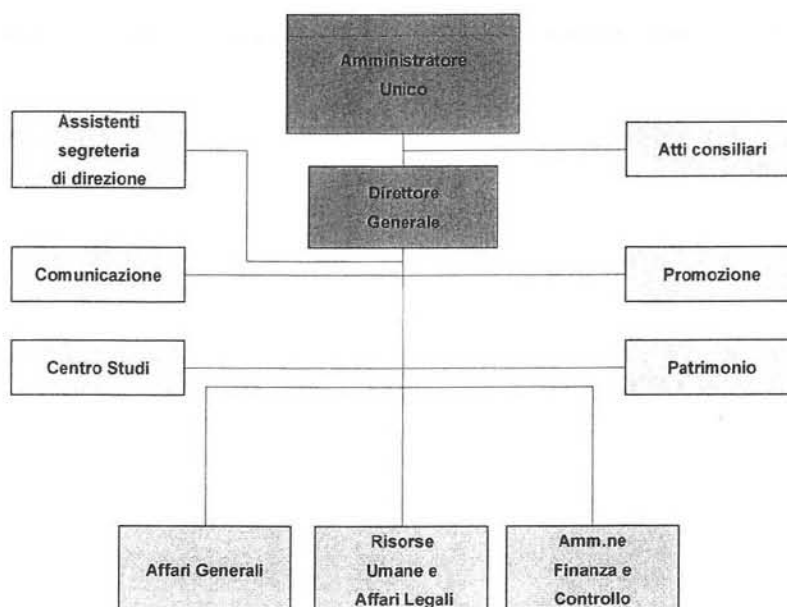 Amministratore
Unico
Assistenti
segreteria
di direzione
Atti consiliari
Direttore
Generale
Comunicazione
Promozione
Centro Studi
Patrimonio
Affari Generali
Risorse
Umane e
Affari Legali
Amm.ne
Finanza e
Controllo